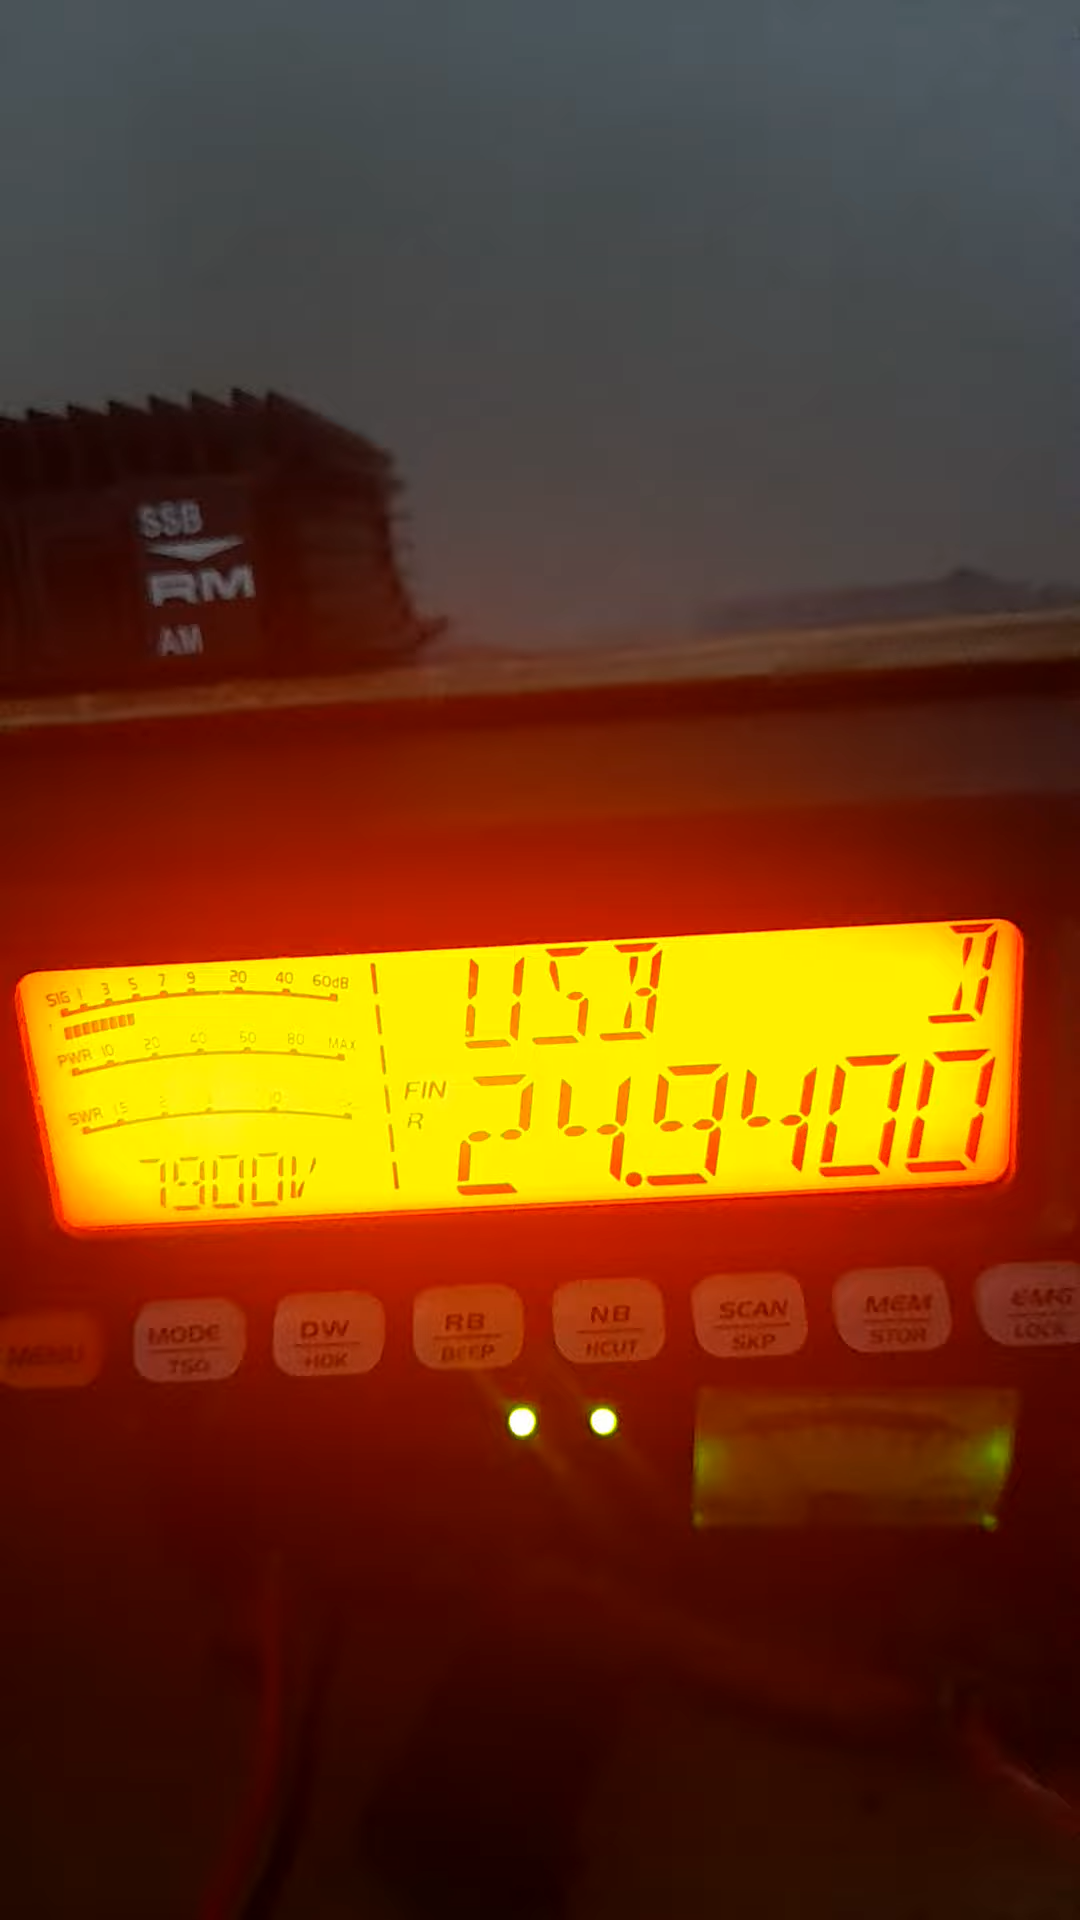 SSB
RM
AM
SIG 1 3 5 7 9 20 40 60dB
USB D
PWR 10 20 40 60 80 MAX
FIN
R
24.9400
SWR 1.5 2 3 10 ∞
MENU
MODE
TSQ
DW
+10K
RB
BEEP
NB
HCUT
SCAN
SKP
MEM
STOR
EMG
LOCK